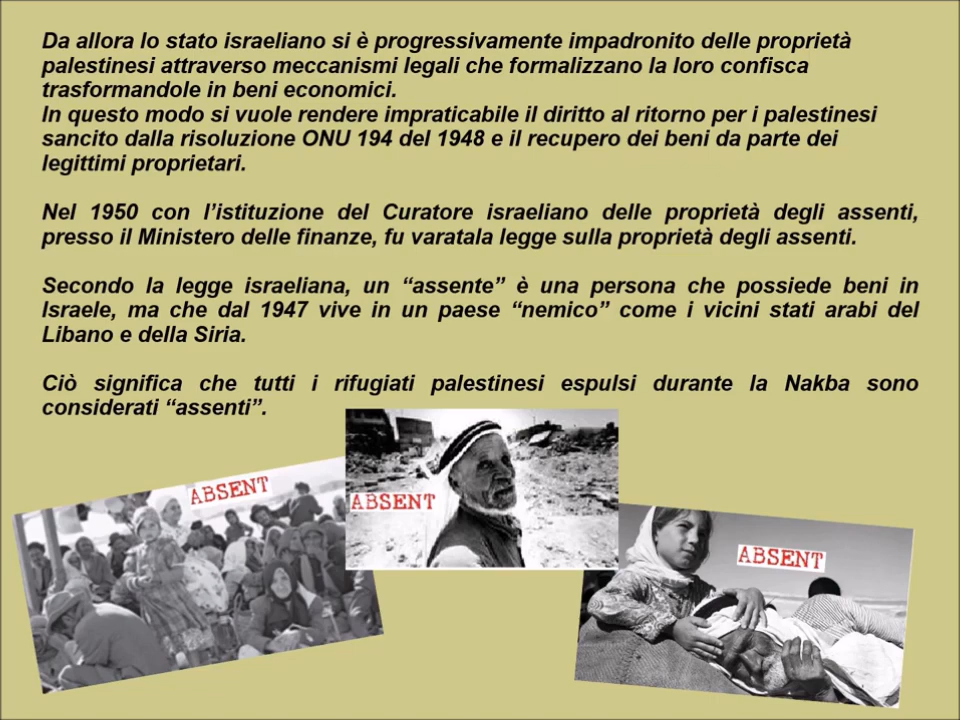 Da allora lo stato israeliano si è progressivamente impadronito delle proprietà
palestinesi attraverso meccanismi legali che formalizzano la loro confisca
trasformandole in beni economici.
In questo modo si vuole rendere impraticabile il diritto al ritorno per i palestinesi
sancito dalla risoluzione ONU 194 del 1948 e il recupero dei beni da parte dei
legittimi proprietari.
Nel 1950 con l’istituzione del Curatore israeliano delle proprietà degli assenti,
presso il Ministero delle finanze, fu varatala legge sulla proprietà degli assenti.
Secondo la legge israeliana, un “assente” è una persona che possiede beni in
Israele, ma che dal 1947 vive in un paese “nemico” come i vicini stati arabi del
Libano e della Siria.
Ciò significa che tutti i rifugiati palestinesi espulsi durante la Nakba sono
considerati “assenti”.
ABSENT
ABSENT
ABSENT